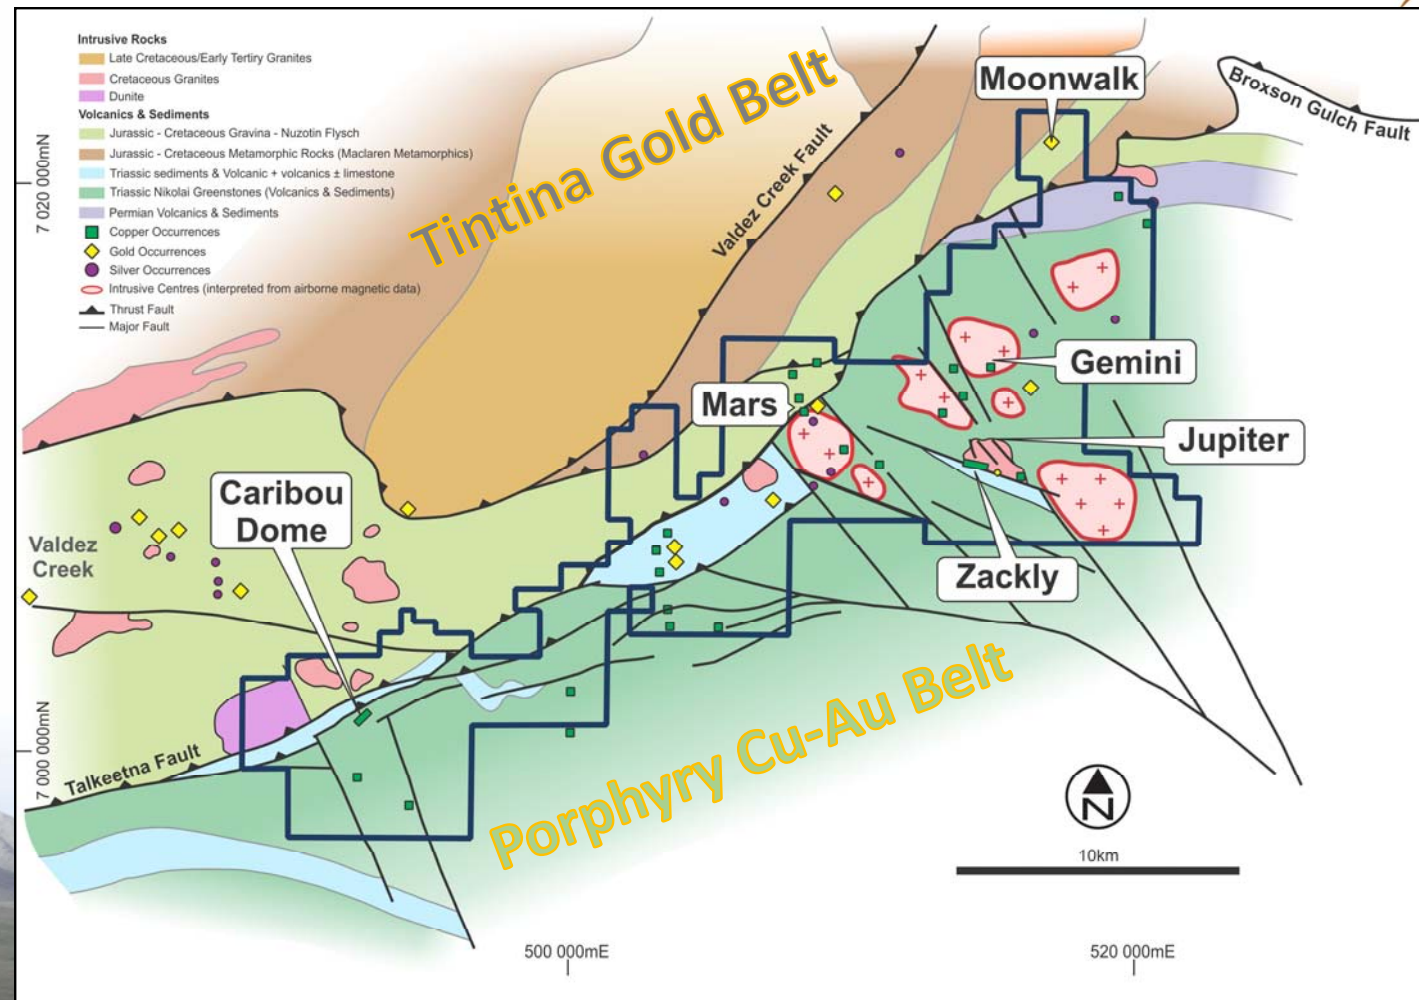 Intrusive Rocks
Late Cretaceous/Early Tertiry Granites
Cretaceous Granites
Dunite
Volcanics & Sediments
Jurassic - Cretaceous Gravina - Nuzotin Flysch
Jurassic - Cretaceous Metamorphic Rocks (Maclaren Metamorphics)
Triassic sediments & Volcanic + volcanics ± limestone
Triassic Nikolai Greenstones (Volcanics & Sediments)
Permian Volcanics & Sediments
Copper Occurrences
Gold Occurrences
Silver Occurrences
Intrusive Centres (interpreted from airborne magnetic data)
Thrust Fault
Major Fault
Tintina Gold Belt
Valdez Creek Fault
Moonwalk
Broxson Gulch Fault
7 020 000mN
Gemini
Mars
Jupiter
Caribou
Dome
Valdez
Creek
Zackly
Talkeetna Fault
7 000 000mN
Porphyry Cu-Au Belt
N
10km
500 000mE
520 000mE